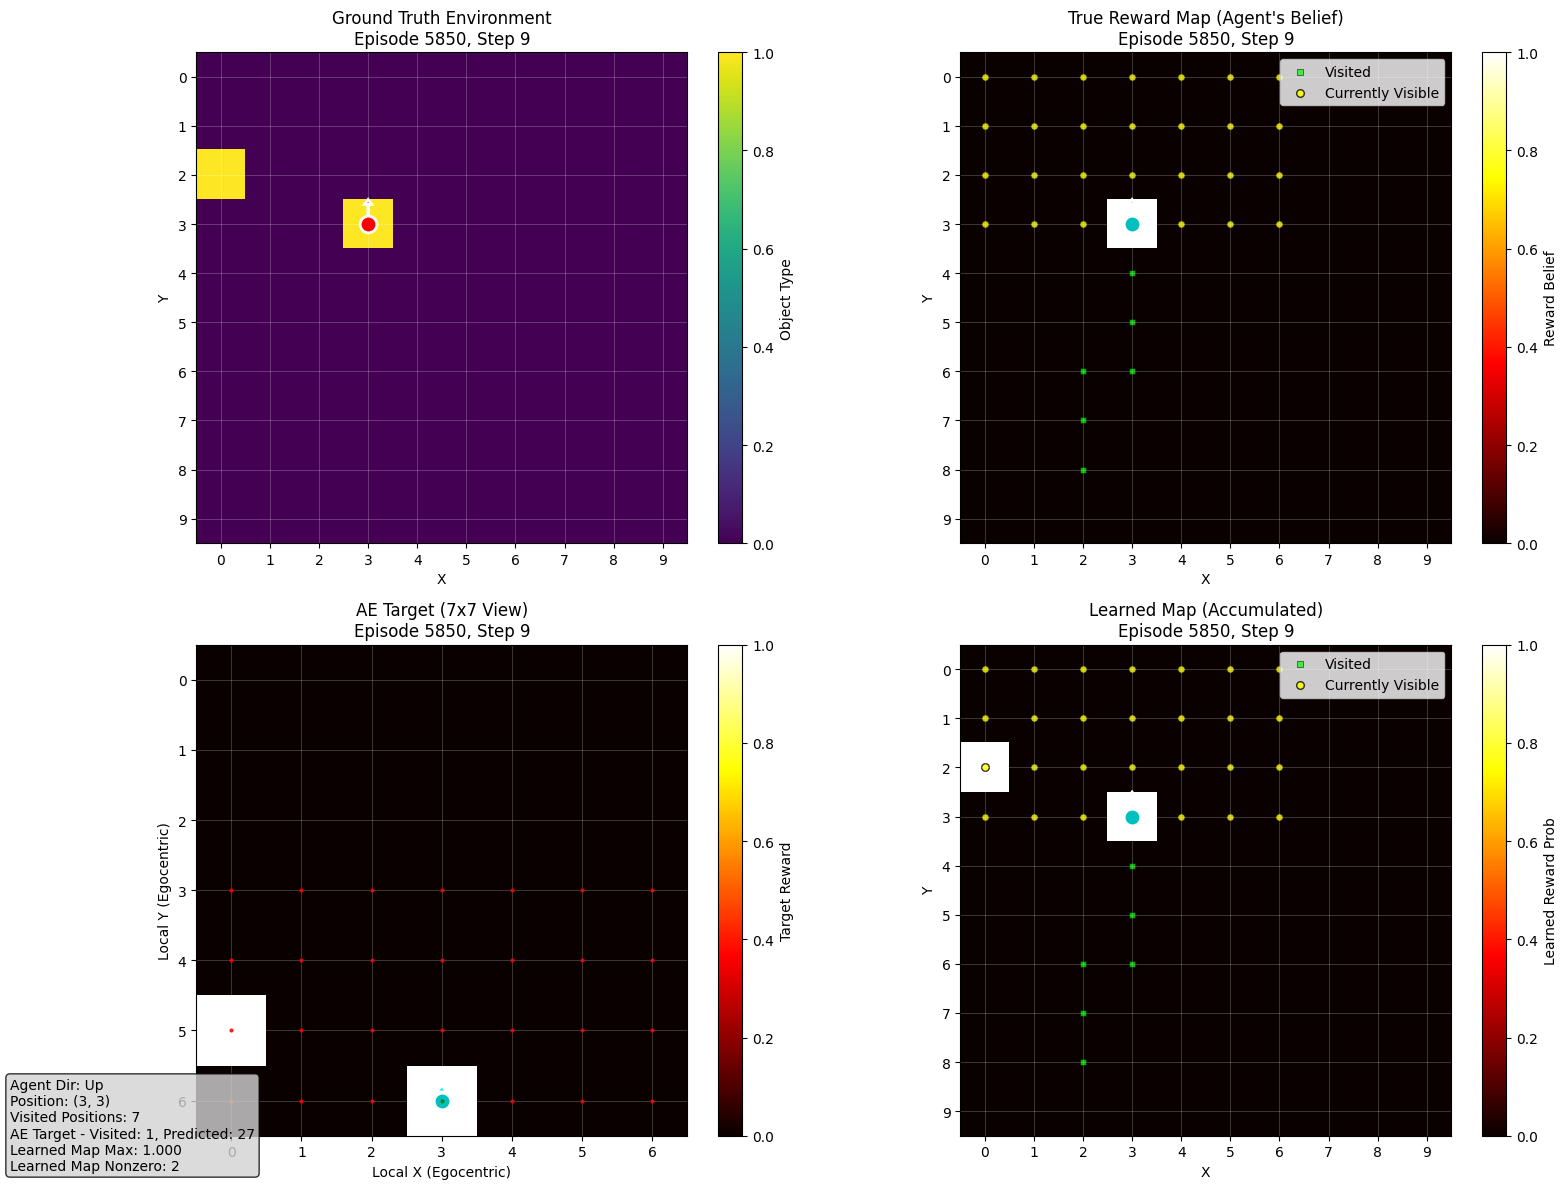 Ground Truth Environment
Episode 5850, Step 9
0
1
2
3
4
5
6
7
8
9
Y
0 1 2 3 4 5 6 7 8 9
X
1.0
0.8
0.6
0.4
0.2
0.0
Object Type
True Reward Map (Agent's Belief)
Episode 5850, Step 9
Visited
Currently Visible
0
1
2
3
4
5
6
7
8
9
Y
0 1 2 3 4 5 6 7 8 9
X
1.0
0.8
0.6
0.4
0.2
0.0
Reward Belief
AE Target (7x7 View)
Episode 5850, Step 9
0
1
2
3
4
5
6
Local Y (Egocentric)
0 1 2 3 4 5 6
Local X (Egocentric)
1.0
0.8
0.6
0.4
0.2
0.0
Target Reward
Agent Dir: Up
Position: (3, 3)
Visited Positions: 7
AE Target - Visited: 1, Predicted: 27
Learned Map Max: 1.000
Learned Map Nonzero: 2
Learned Map (Accumulated)
Episode 5850, Step 9
Visited
Currently Visible
0
1
2
3
4
5
6
7
8
9
Y
0 1 2 3 4 5 6 7 8 9
X
1.0
0.8
0.6
0.4
0.2
0.0
Learned Reward Prob